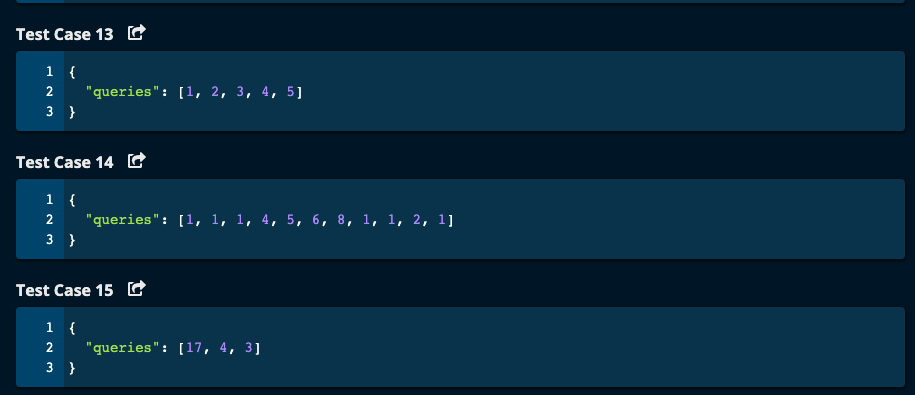 Test Case 13
1 {
2   "queries": [1, 2, 3, 4, 5]
3 }
Test Case 14
1 {
2   "queries": [1, 1, 1, 4, 5, 6, 8, 1, 1, 2, 1]
3 }
Test Case 15
1 {
2   "queries": [17, 4, 3]
3 }